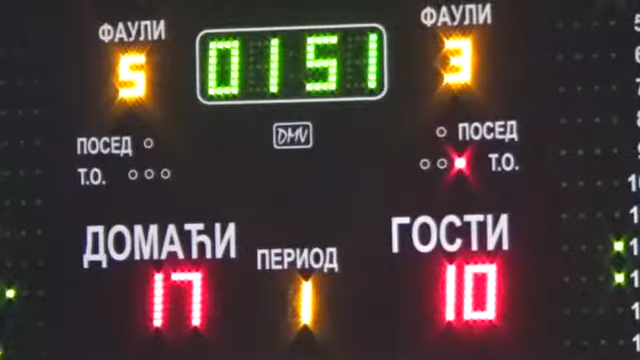 ФАУЛИ 0151 ФАУЛИ
5 3
DMV
ПОСЕД ПОСЕД
Т.О. Т.О.
ДОМАЋИ ПЕРИОД ГОСТИ
17 1 10